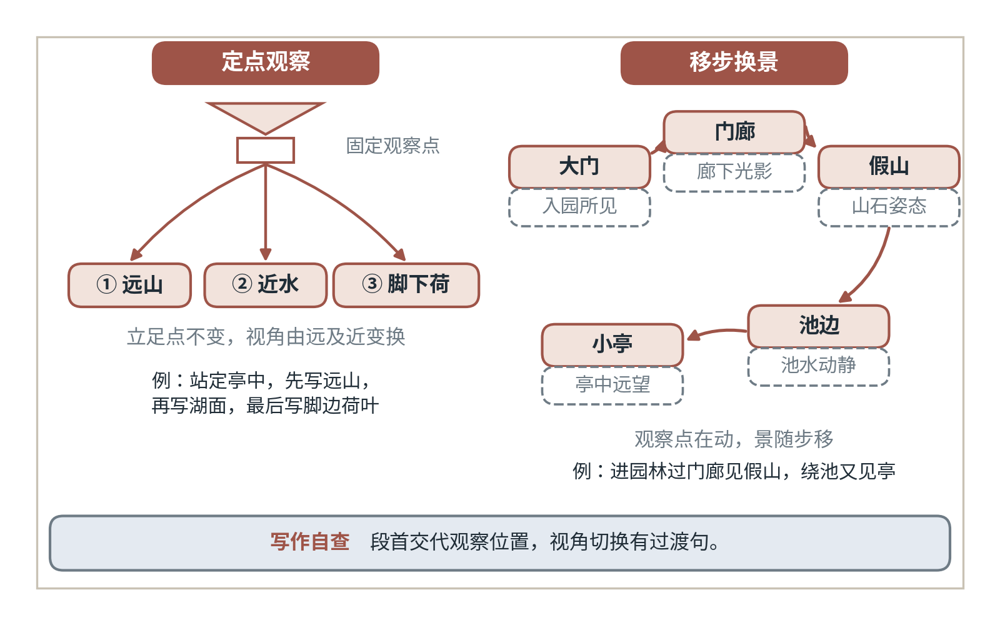 定点观察
固定观察点
① 远山
② 近水
③ 脚下荷
立足点不变，视角由远及近变换
例：站定亭中，先写远山，
再写湖面，最后写脚边荷叶
移步换景
大门
入园所见
门廊
廊下光影
假山
山石姿态
池边
池水动静
小亭
亭中远望
观察点在动，景随步移
例：进园林过门廊见假山，绕池又见亭
写作自查 段首交代观察位置，视角切换有过渡句。